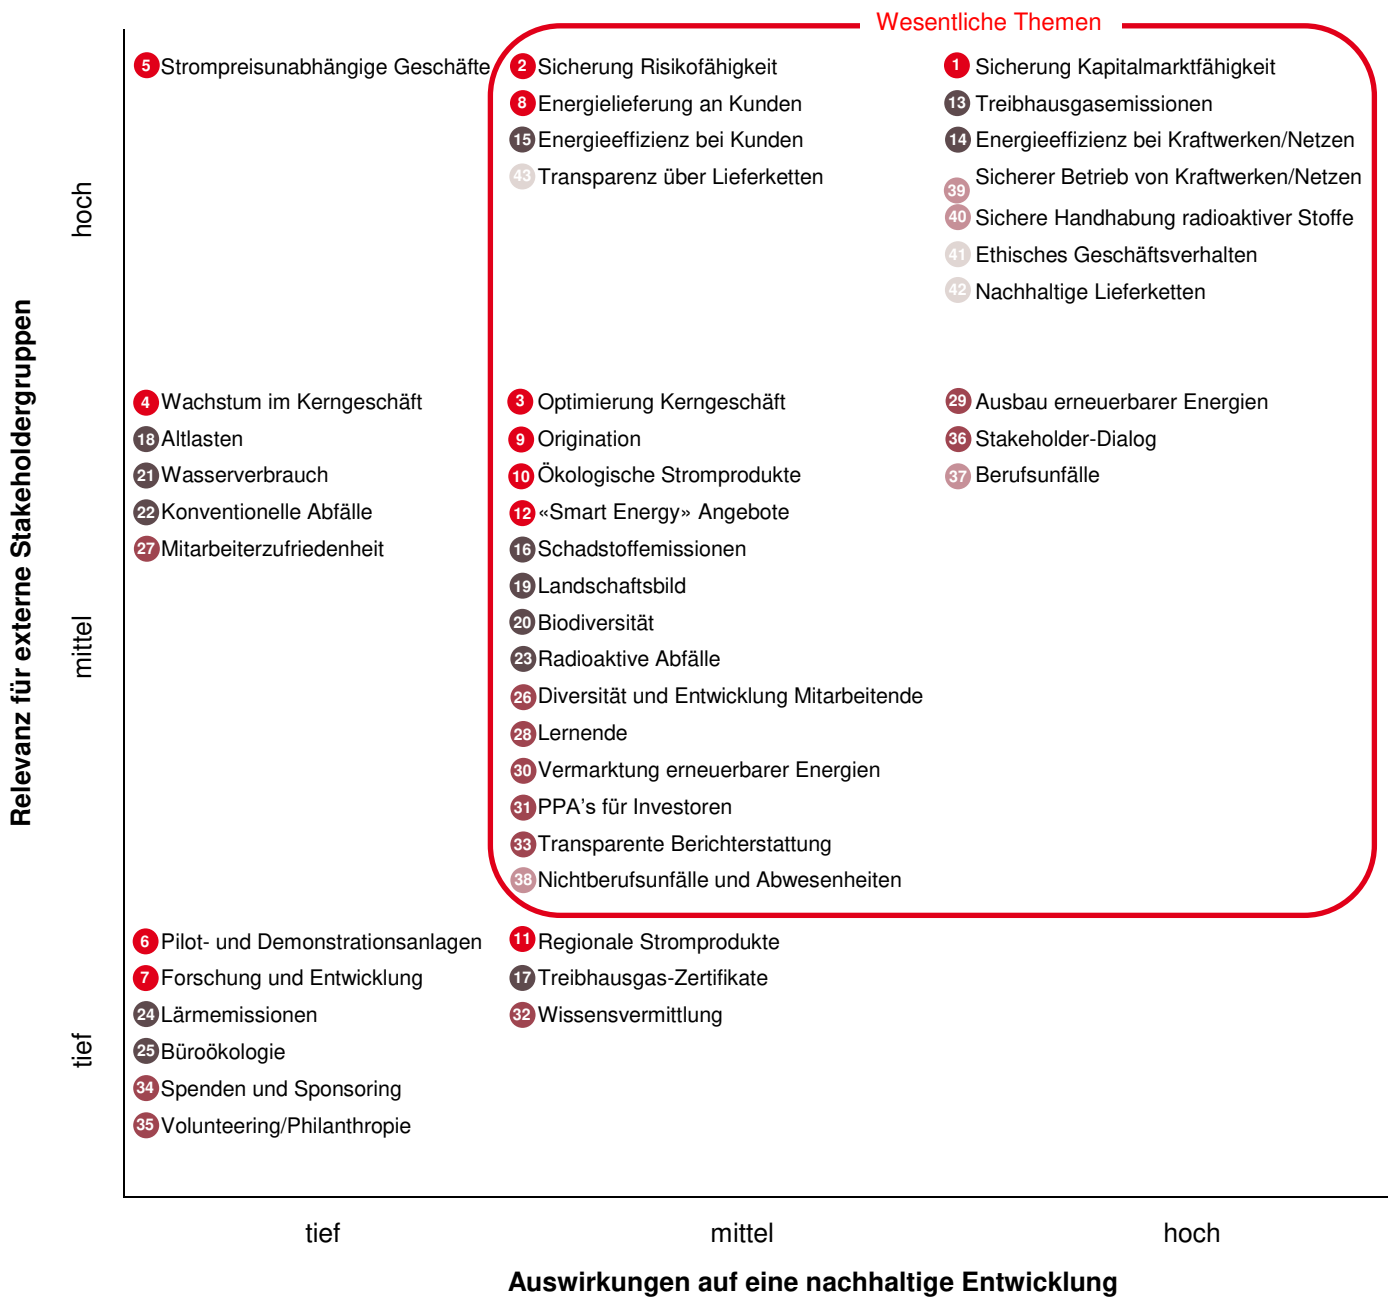 Wesentliche Themen
Relevanz für externe Stakeholdergruppen
hoch
5 Strompreisunabhängige Geschäfte
2 Sicherung Risikofähigkeit
8 Energielieferung an Kunden
15 Energieeffizienz bei Kunden
43 Transparenz über Lieferketten
1 Sicherung Kapitalmarktfähigkeit
13 Treibhausgasemissionen
14 Energieeffizienz bei Kraftwerken/Netzen
39 Sicherer Betrieb von Kraftwerken/Netzen
40 Sichere Handhabung radioaktiver Stoffe
41 Ethisches Geschäftsverhalten
42 Nachhaltige Lieferketten
mittel
4 Wachstum im Kerngeschäft
18 Altlasten
21 Wasserverbrauch
22 Konventionelle Abfälle
27 Mitarbeiterzufriedenheit
3 Optimierung Kerngeschäft
9 Origination
10 Ökologische Stromprodukte
12 «Smart Energy» Angebote
16 Schadstoffemissionen
19 Landschaftsbild
20 Biodiversität
23 Radioaktive Abfälle
26 Diversität und Entwicklung Mitarbeitende
28 Lernende
30 Vermarktung erneuerbarer Energien
31 PPA's für Investoren
33 Transparente Berichterstattung
38 Nichtberufsunfälle und Abwesenheiten
29 Ausbau erneuerbarer Energien
36 Stakeholder-Dialog
37 Berufsunfälle
tief
6 Pilot- und Demonstrationsanlagen
7 Forschung und Entwicklung
24 Lärmemissionen
25 Büroökologie
34 Spenden und Sponsoring
35 Volunteering/Philanthropie
11 Regionale Stromprodukte
17 Treibhausgas-Zertifikate
32 Wissensvermittlung
tief
mittel
hoch
Auswirkungen auf eine nachhaltige Entwicklung